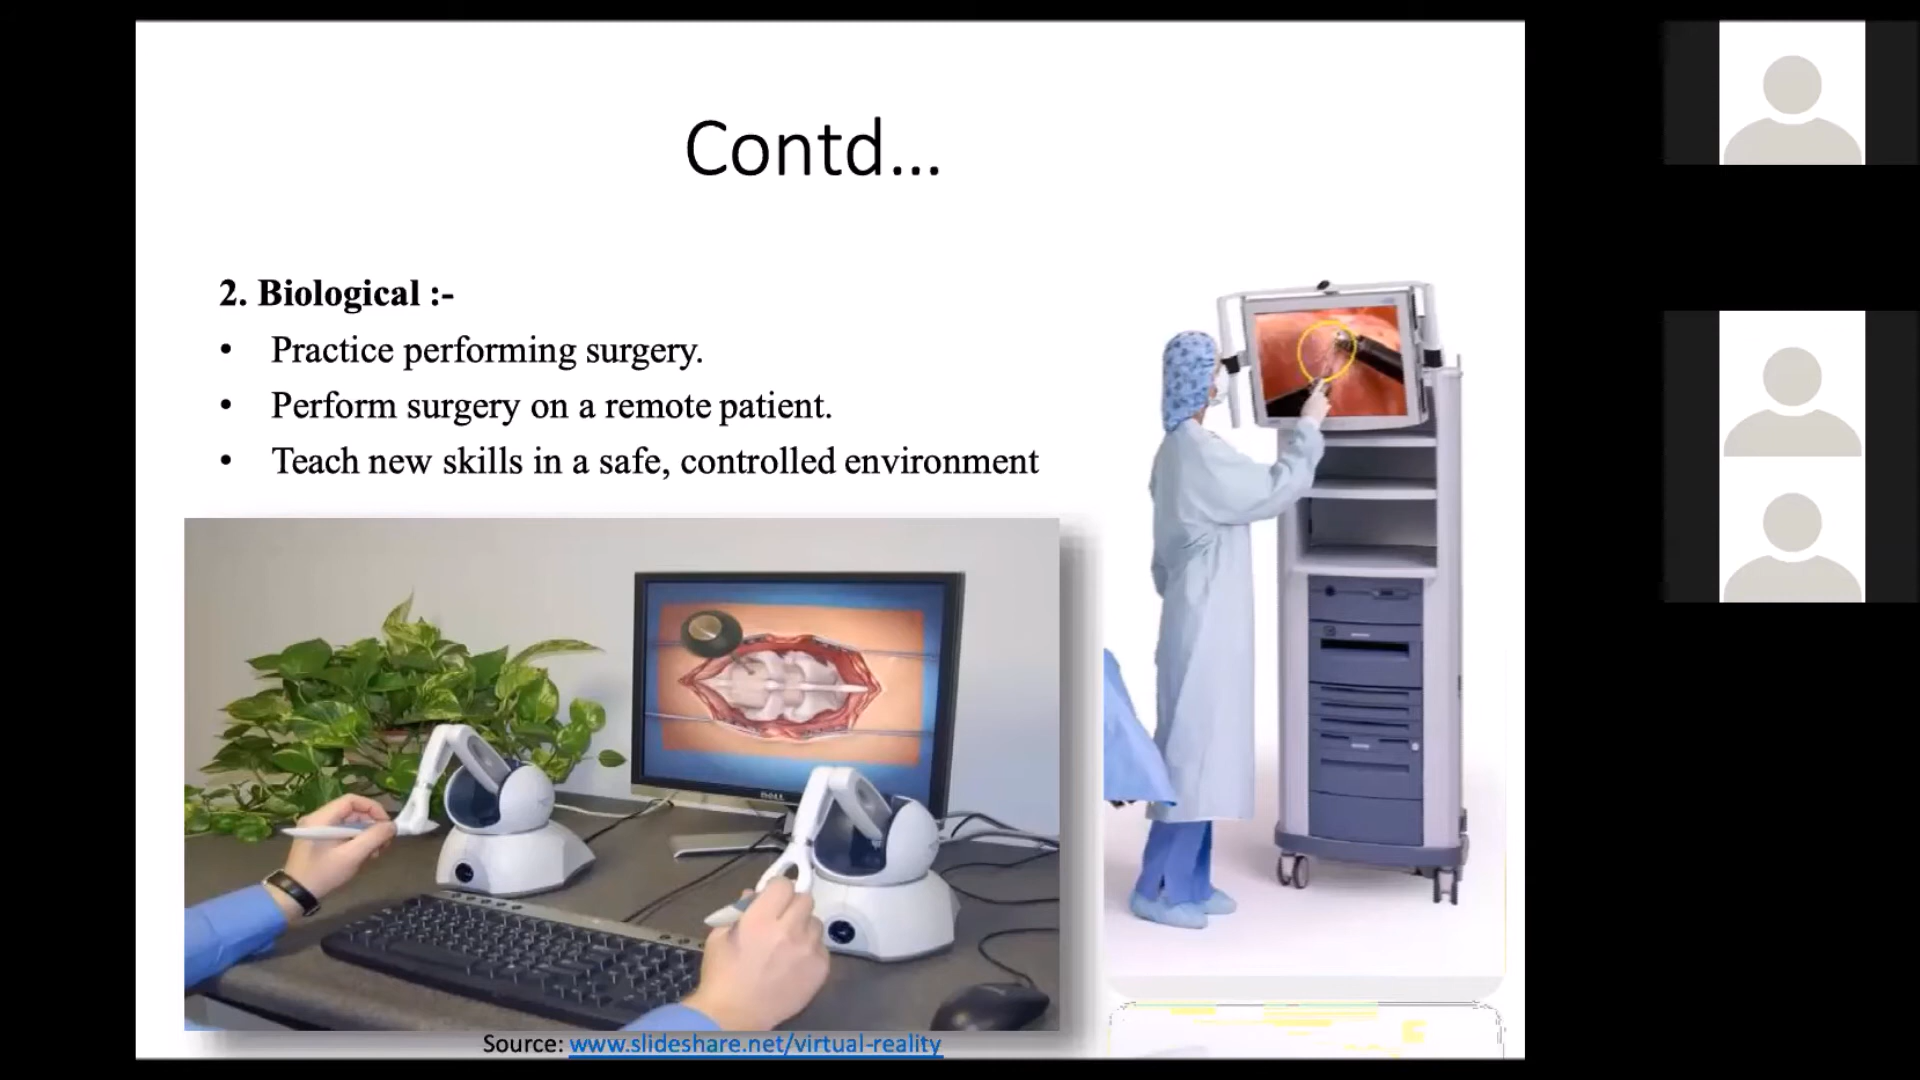 Contd...
2. Biological :-
• Practice performing surgery.
• Perform surgery on a remote patient.
• Teach new skills in a safe, controlled environment
DELL
Source: www.slideshare.net/virtual-reality